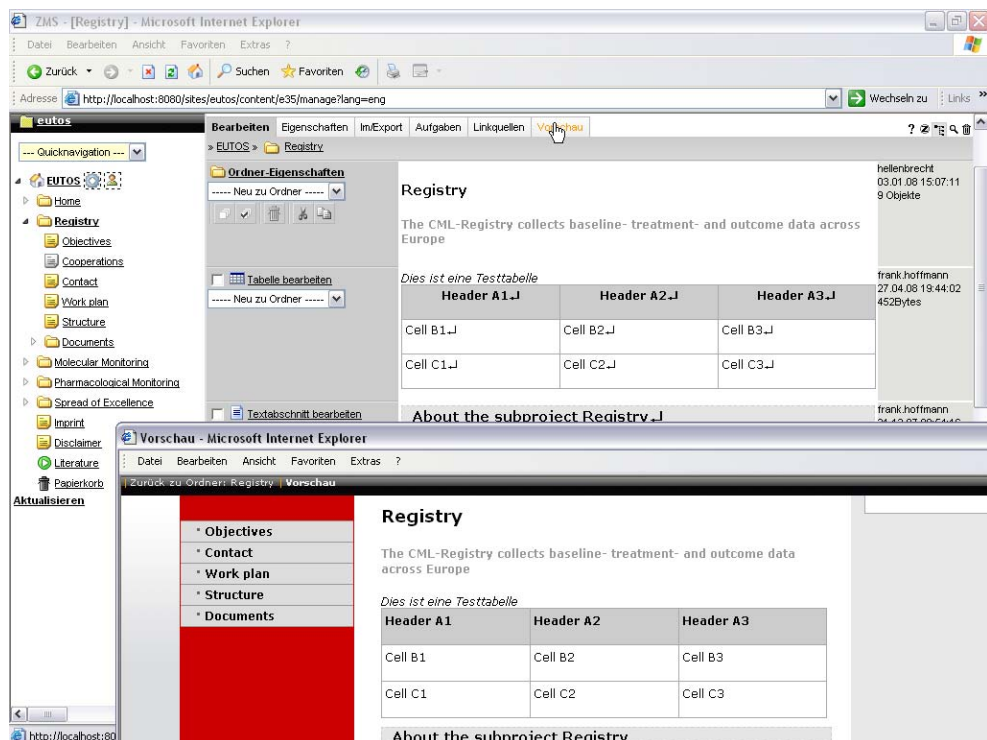 ZMS - [Registry] - Microsoft Internet Explorer
Datei Bearbeiten Ansicht Favoriten Extras ?
Zurück Suchen Favoriten
Adresse http://localhost:8080/sites/eutos/content/e35/manage?lang=eng Wechseln zu Links »
eutos
Bearbeiten Eigenschaften Im/Export Aufgaben Linkquellen Vorschau
--- Quicknavigation ---
» EUTOS » Registry
EUTOS
Home
Registry
Objectives
Cooperations
Contact
Work plan
Structure
Documents
Molecular Monitoring
Pharmacological Monitoring
Spread of Excellence
Imprint
Disclaimer
Literature
Papierkorb
Aktualisieren
Ordner-Eigenschaften
----- Neu zu Ordner -----
Registry
The CML-Registry collects baseline- treatment- and outcome data across
Europe
hellenbrecht
03.01.08 15:07:11
9 Objekte
Tabelle bearbeiten
----- Neu zu Ordner -----
Dies ist eine Testtabelle
Header A1↵ Header A2↵ Header A3↵
Cell B1↵ Cell B2↵ Cell B3↵
Cell C1↵ Cell C2↵ Cell C3↵
frank.hoffmann
27.04.08 19:44:02
452Bytes
Textabschnitt bearbeiten
About the subproject Registry↵
frank.hoffmann
Vorschau - Microsoft Internet Explorer
Datei Bearbeiten Ansicht Favoriten Extras ?
| Zurück zu Ordner: Registry | Vorschau
Objectives
Contact
Work plan
Structure
Documents
Registry
The CML-Registry collects baseline- treatment- and outcome data
across Europe
Dies ist eine Testtabelle
Header A1 Header A2 Header A3
Cell B1 Cell B2 Cell B3
Cell C1 Cell C2 Cell C3
About the subproject Registry
http://localhost:80